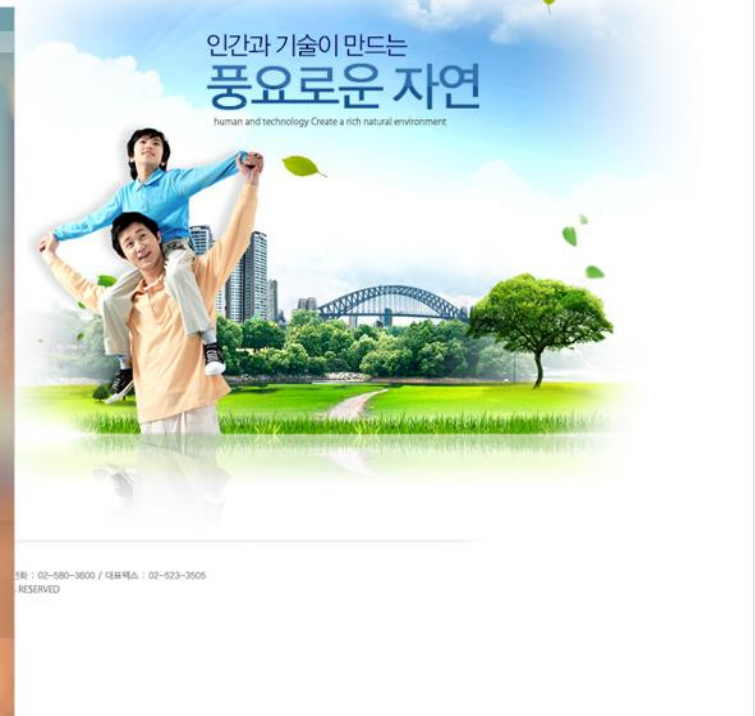 인간과 기술이 만드는
풍요로운 자연
human and technology Create a rich natural environment
: 02-580-3600 / 대표팩스 : 02-523-3505
RESERVED